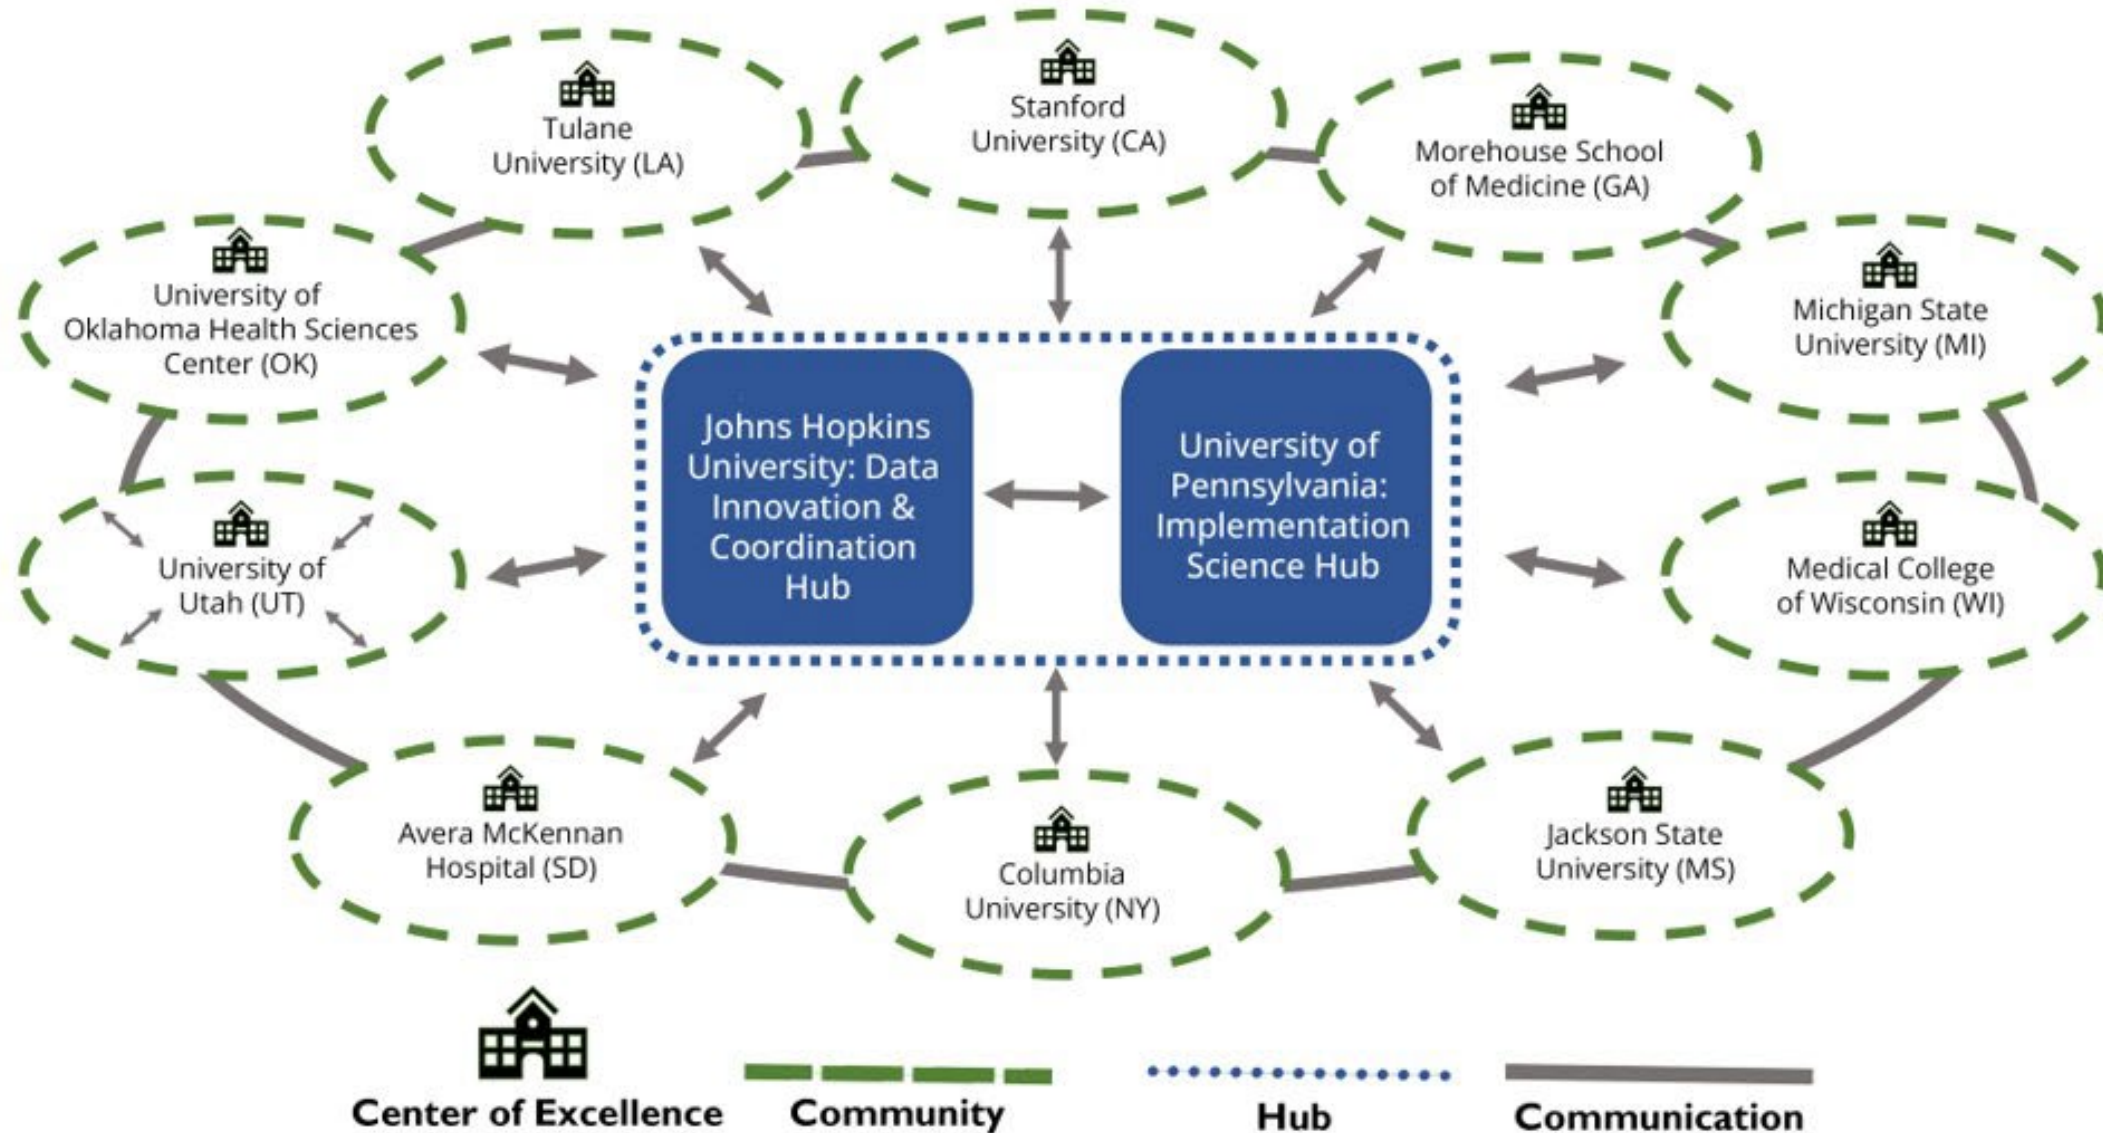 Tulane
University (LA)
Stanford
University (CA)
Morehouse School
of Medicine (GA)
University of
Oklahoma Health Sciences
Center (OK)
Michigan State
University (MI)
Johns Hopkins
University: Data
Innovation &
Coordination
Hub
University of
Pennsylvania:
Implementation
Science Hub
University of
Utah (UT)
Medical College
of Wisconsin (WI)
Avera McKennan
Hospital (SD)
Columbia
University (NY)
Jackson State
University (MS)
Center of Excellence
Community
Hub
Communication